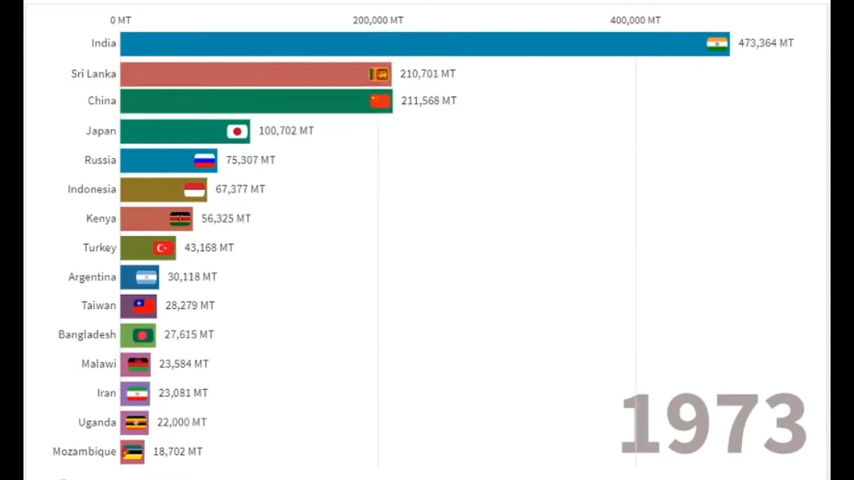 0 MT 200,000 MT 400,000 MT
India 473,364 MT
Sri Lanka 210,701 MT
China 211,568 MT
Japan 100,702 MT
Russia 75,307 MT
Indonesia 67,377 MT
Kenya 56,325 MT
Turkey 43,168 MT
Argentina 30,118 MT
Taiwan 28,279 MT
Bangladesh 27,615 MT
Malawi 23,584 MT
Iran 23,081 MT
Uganda 22,000 MT
Mozambique 18,702 MT
1973